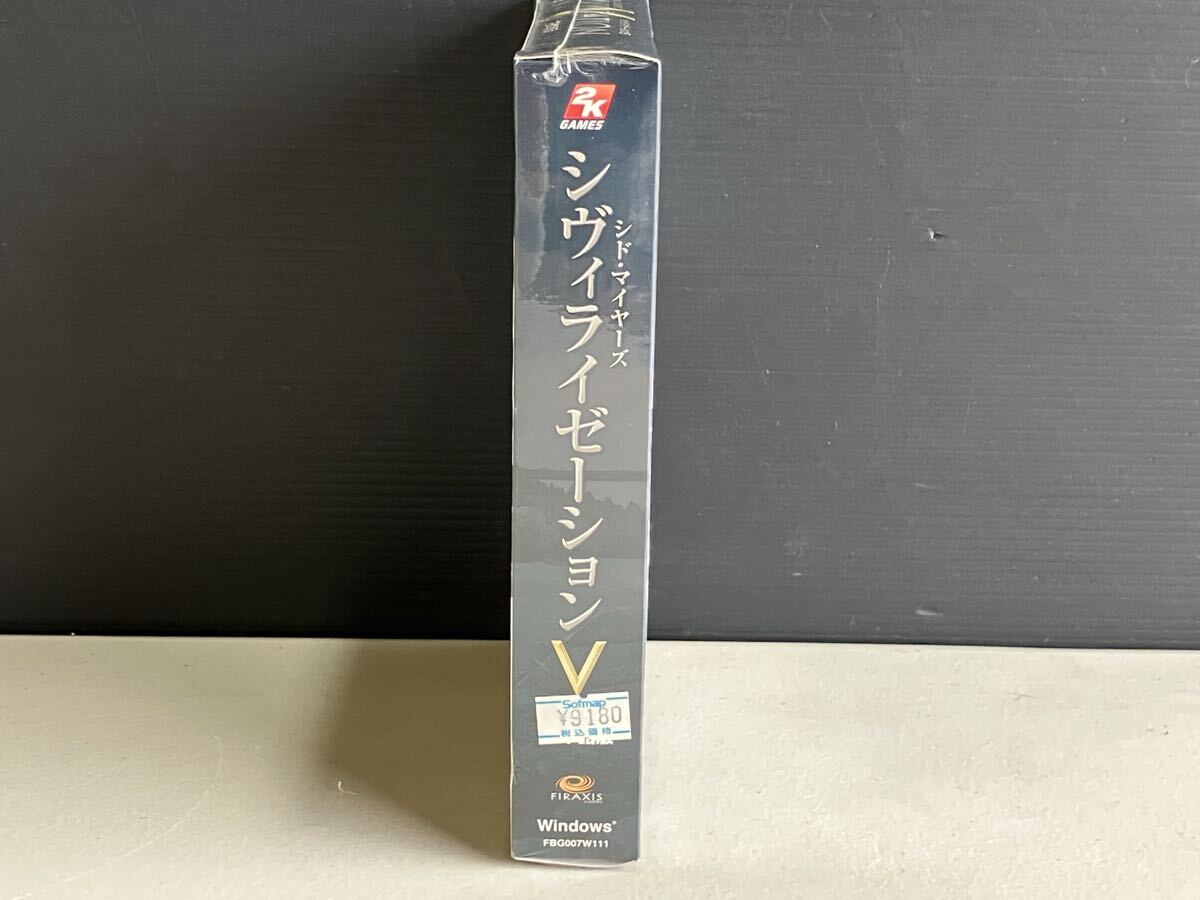 2K
GAMES
シド・マイヤーズ
シヴィライゼーション
V
Sofmap
¥9180
税込価格
FIRAXIS
GAMES
Windows®
FBG007W111